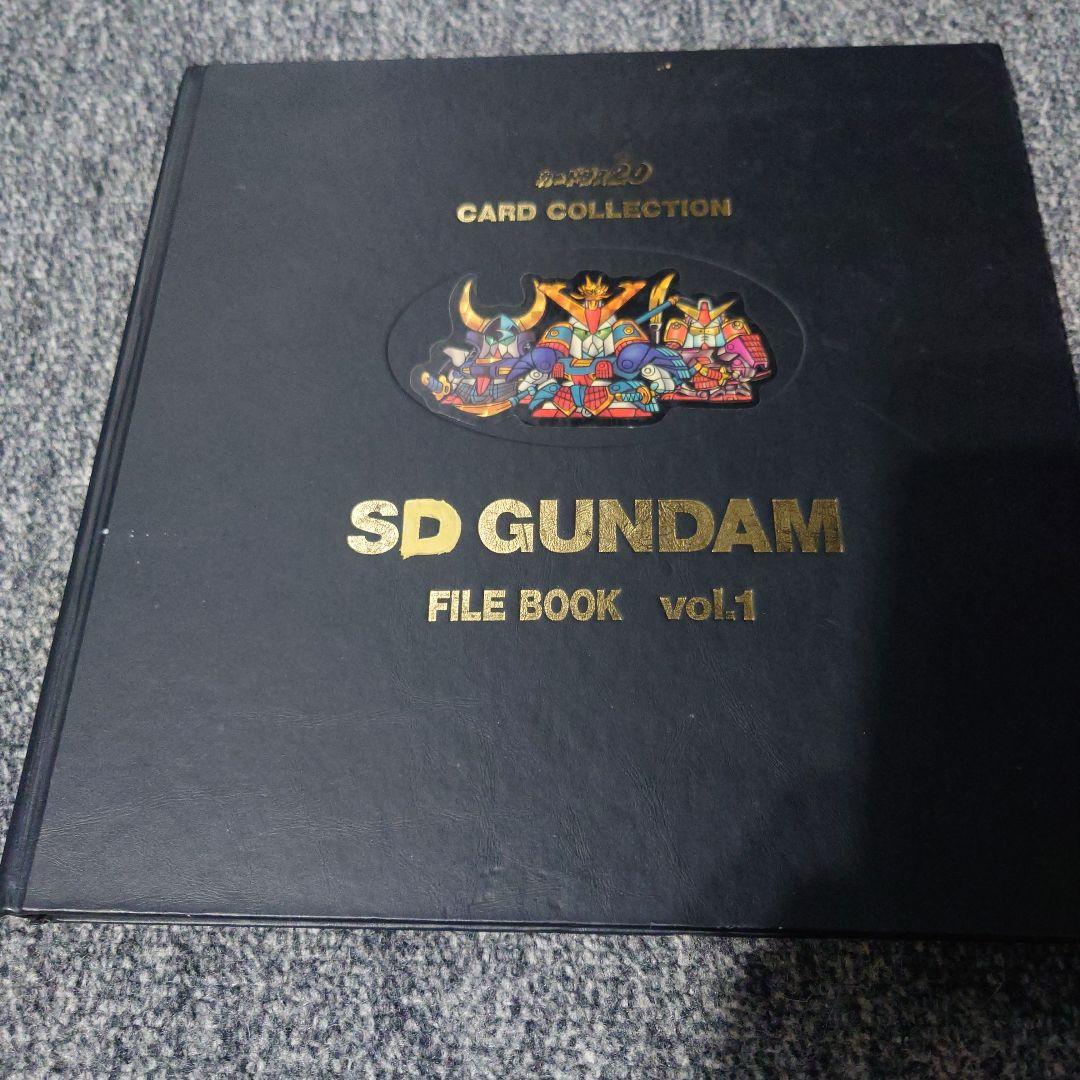 カードダス20
CARD COLLECTION
SD GUNDAM
FILE BOOK vol.1